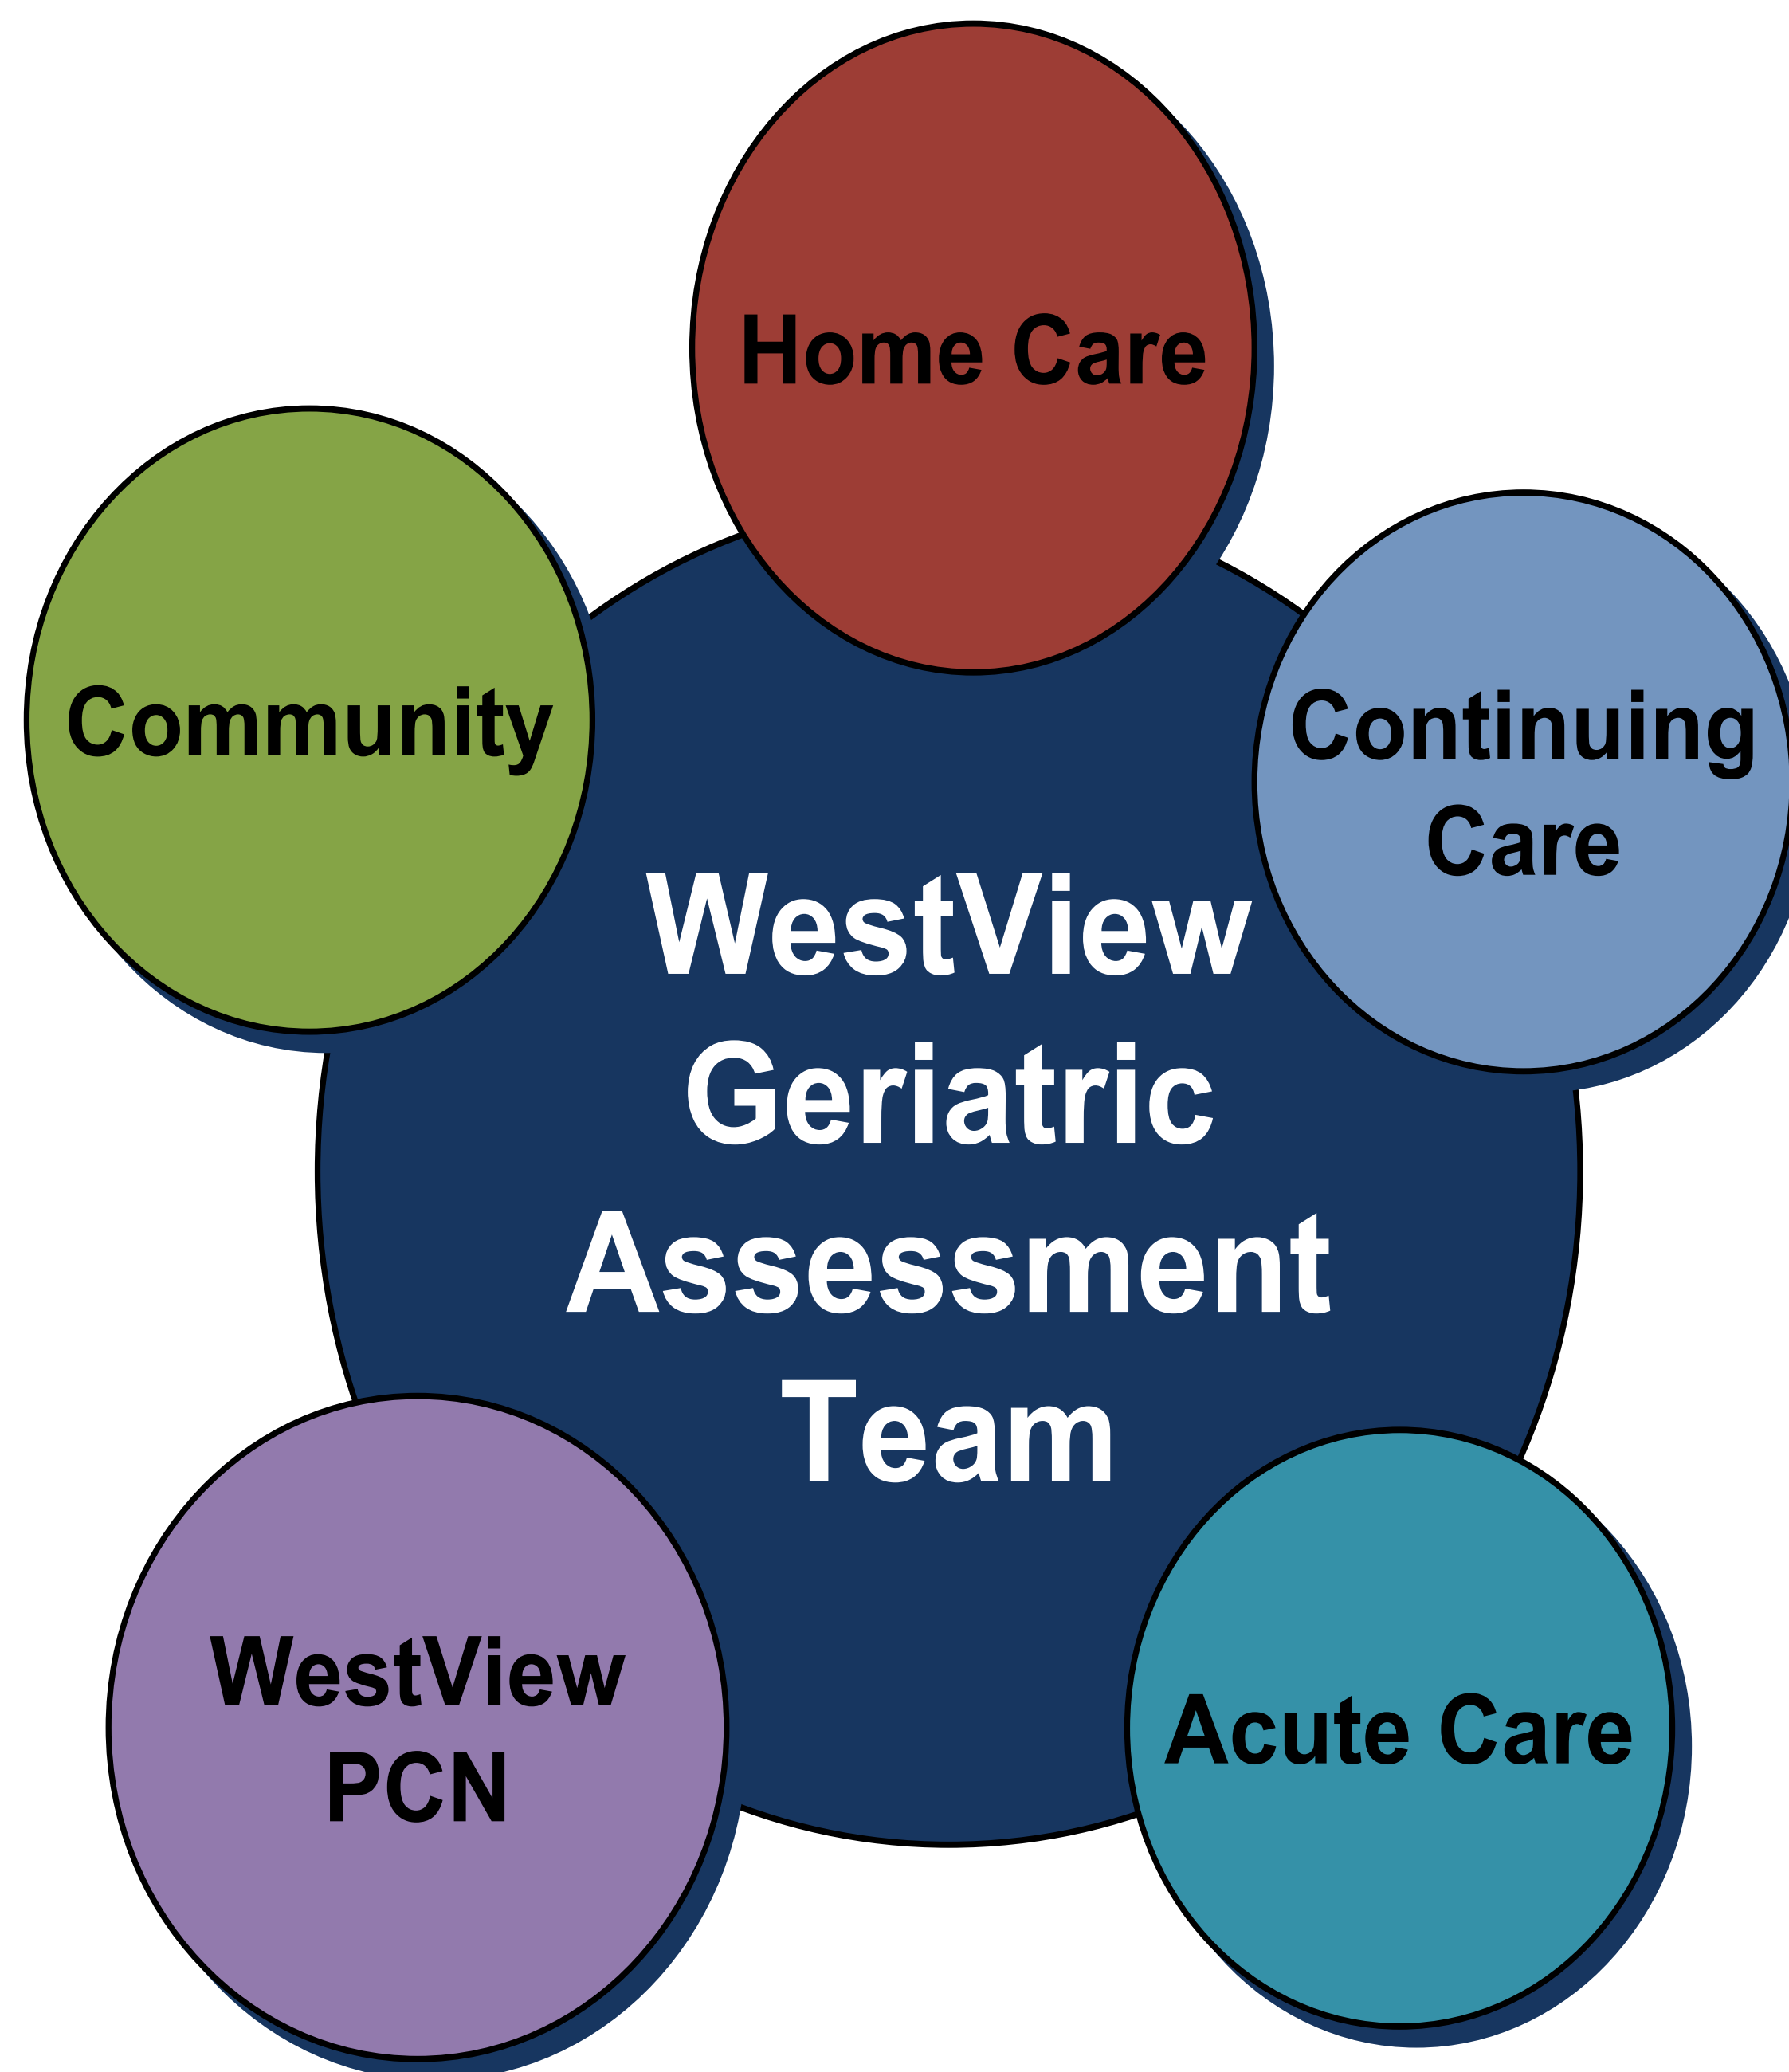 Home Care
Community
Continuing
Care
WestView
Geriatric
Assessment
Team
WestView
PCN
Acute Care